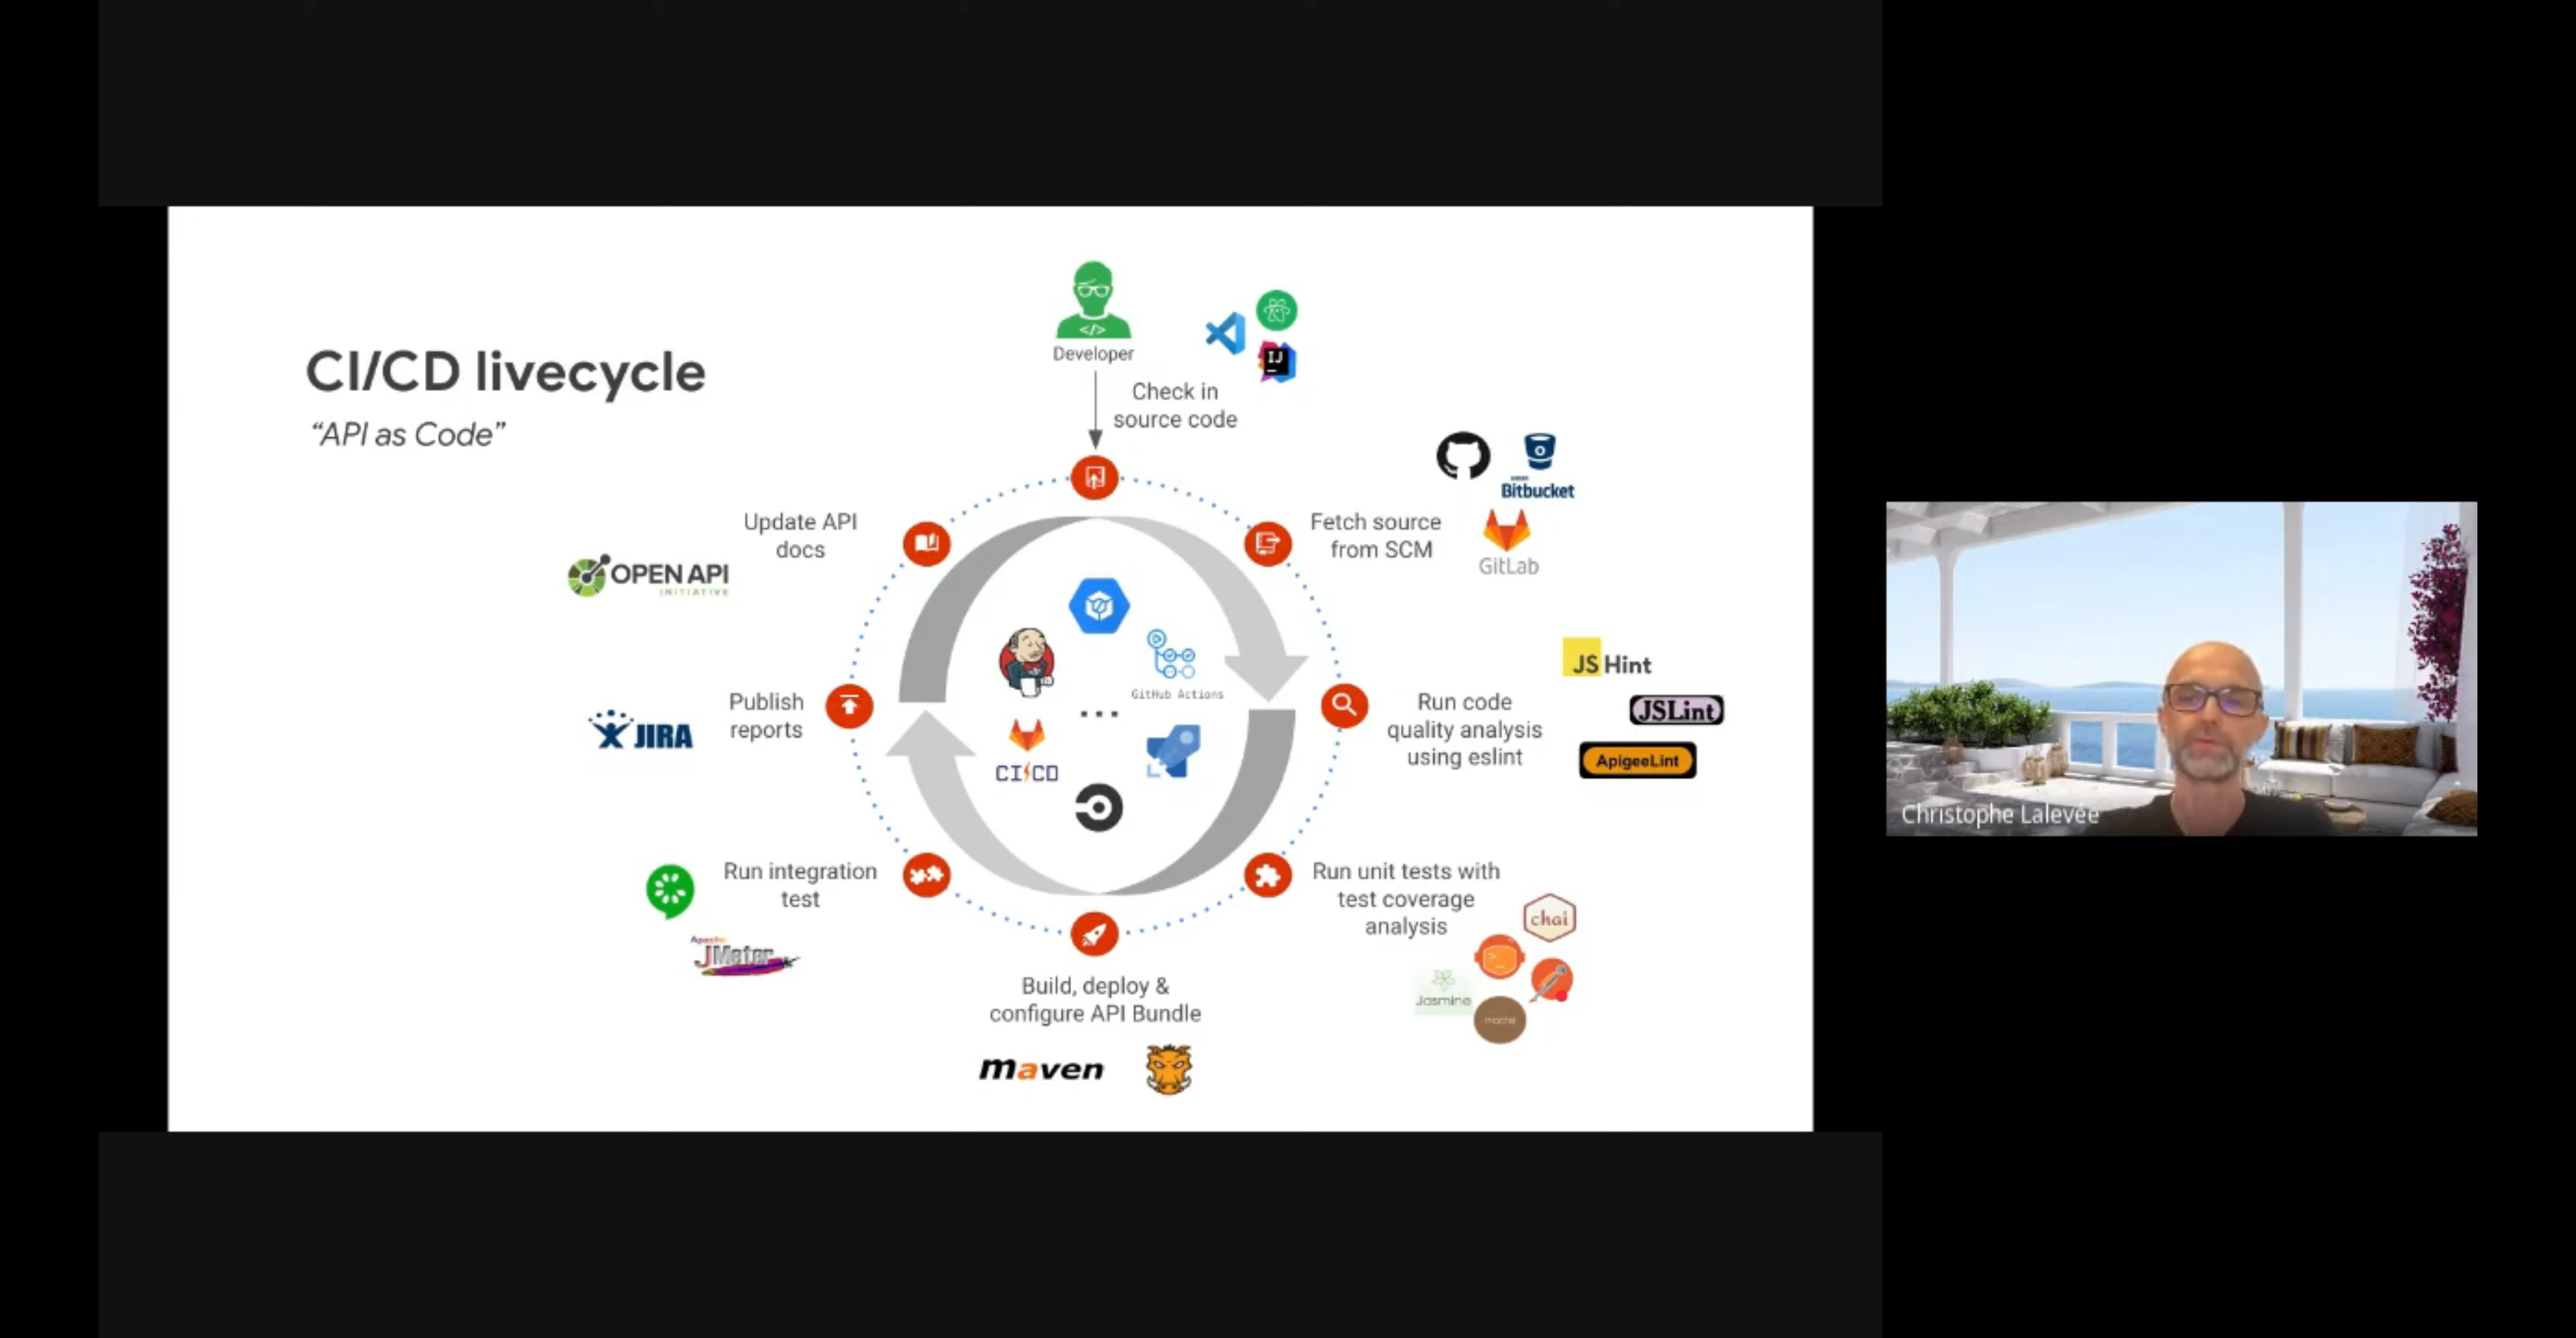 CI/CD livecycle
“API as Code”
Developer
IJ
Check in
source code
Bitbucket
Fetch source
from SCM
GitLab
Update API
docs
OPEN API
INITIATIVE
GitHub Actions
...
CI/CD
JS Hint
JSLint
ApigeeLint
Run code
quality analysis
using eslint
Publish
reports
JIRA
Run integration
test
Apache
JMeter
Run unit tests with
test coverage
analysis
chai
Jasmine
mocha
Build, deploy &
configure API Bundle
maven
Christophe Lalevée